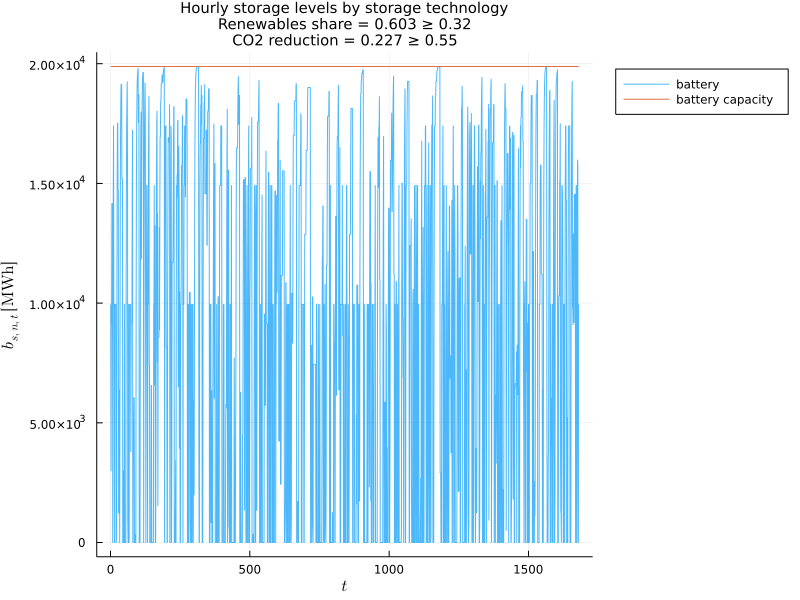 Hourly storage levels by storage technology
Renewables share = 0.603 ≥ 0.32
CO2 reduction = 0.227 ≥ 0.55
2.00×10⁴
1.50×10⁴
1.00×10⁴
5.00×10³
0
b_{s, n, t} [MWh]
0
500
1000
1500
t
battery
battery capacity